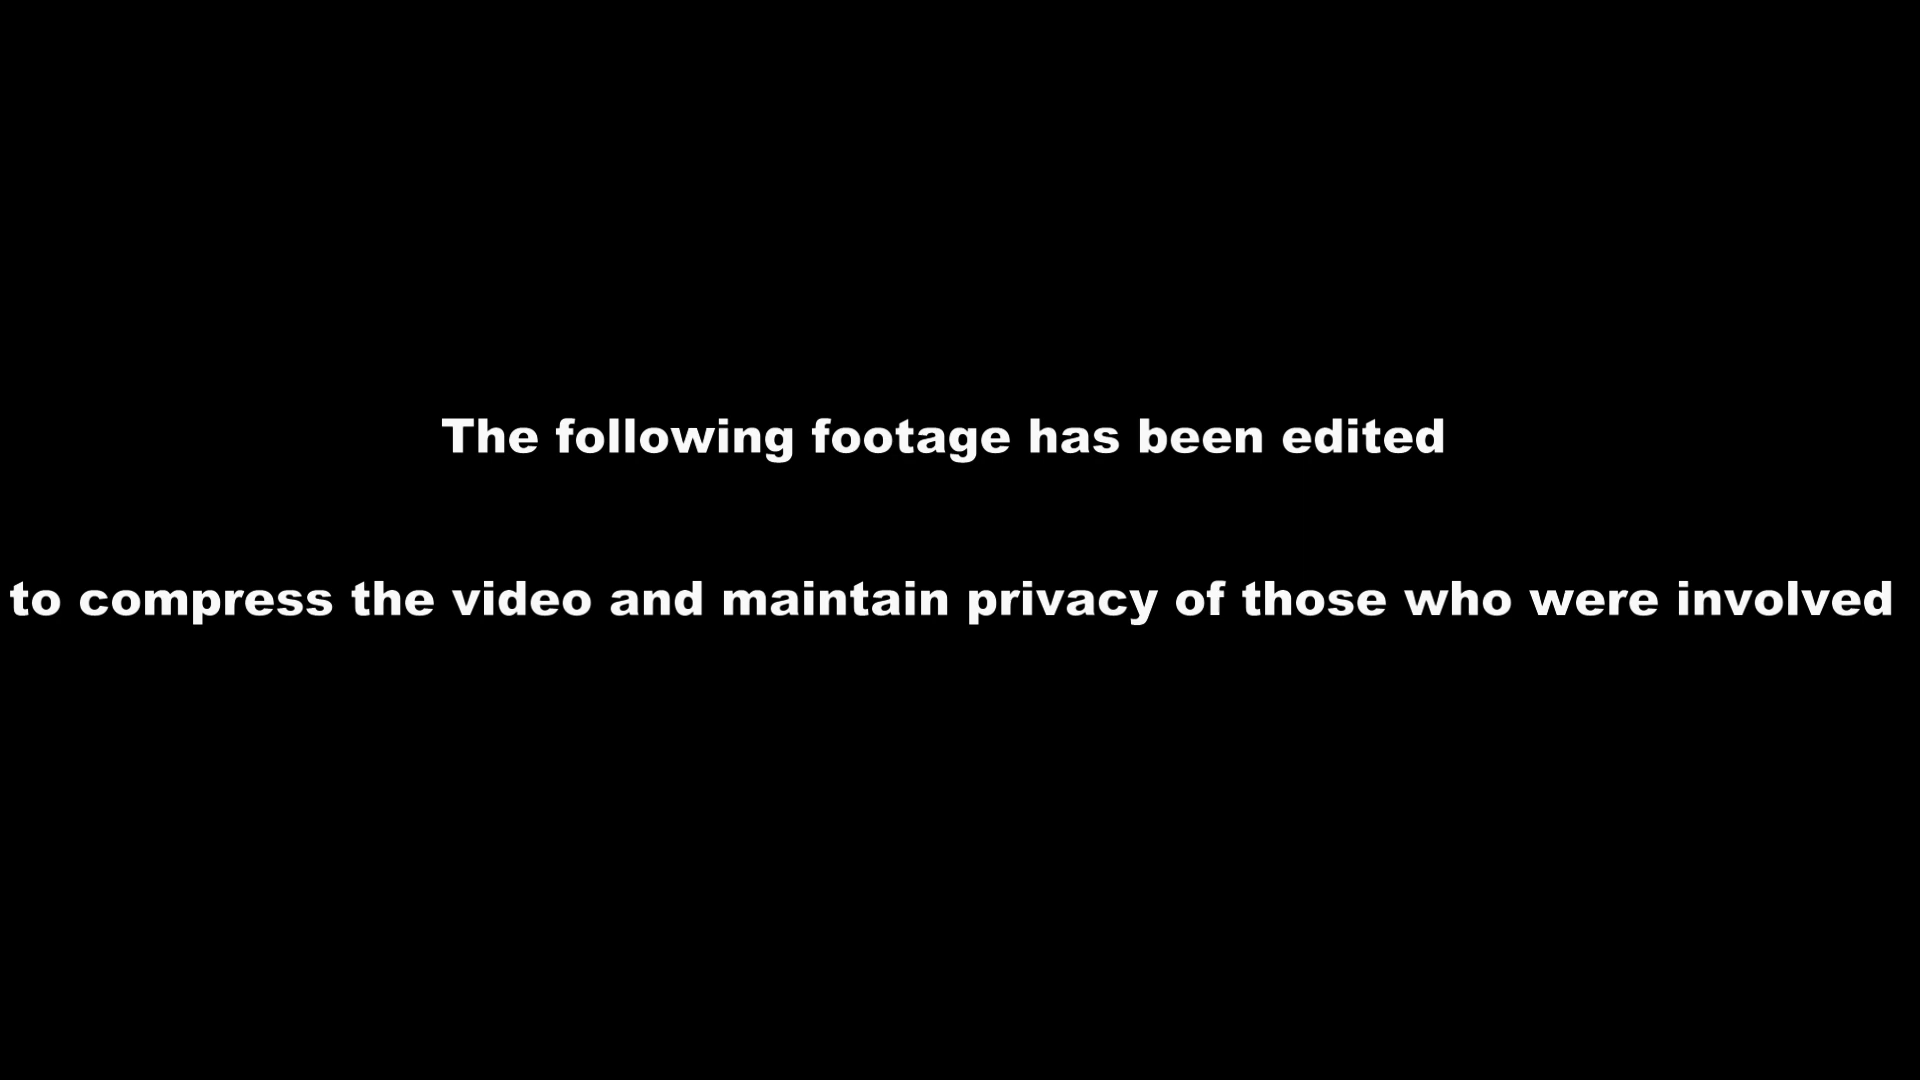 The following footage has been edited
to compress the video and maintain privacy of those who were involved